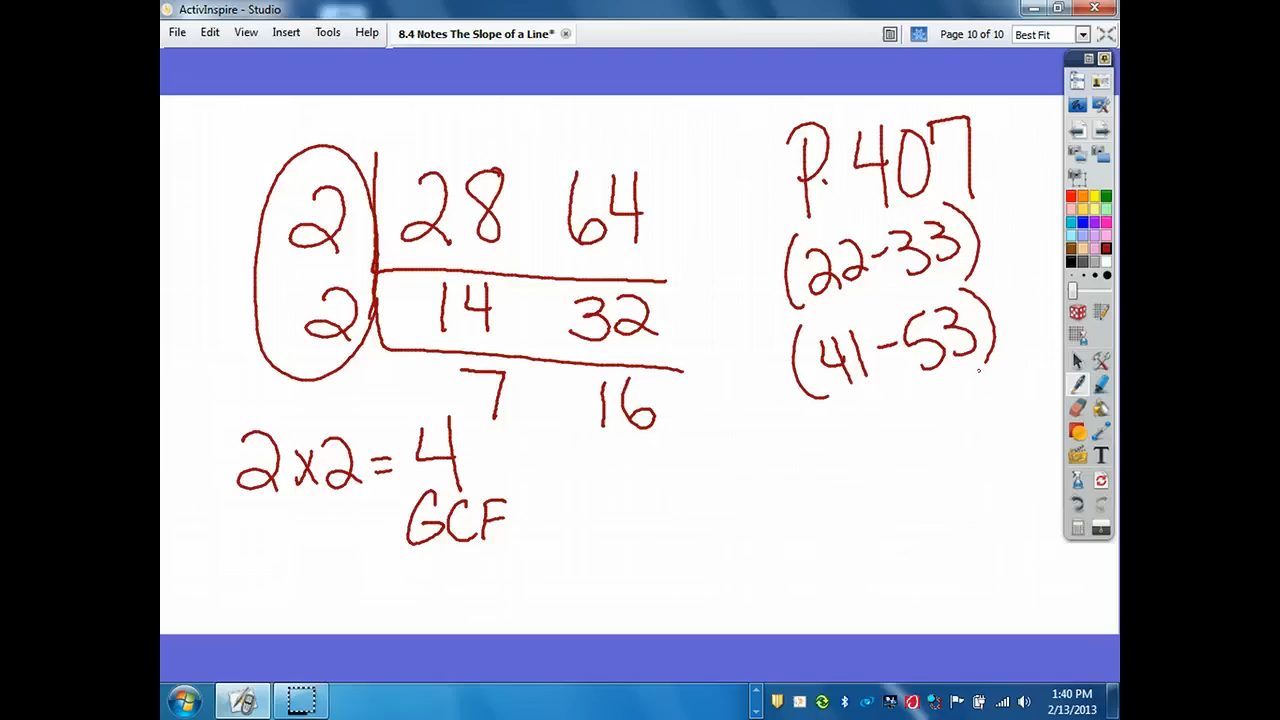 ActivInspire - Studio
File Edit View Insert Tools Help
8.4 Notes The Slope of a Line*
Page 10 of 10
Best Fit
2 28 64
2 14 32
7 16
2x2=4
GCF
P. 407
(22-33)
(41-53)
T
1:40 PM
2/13/2013